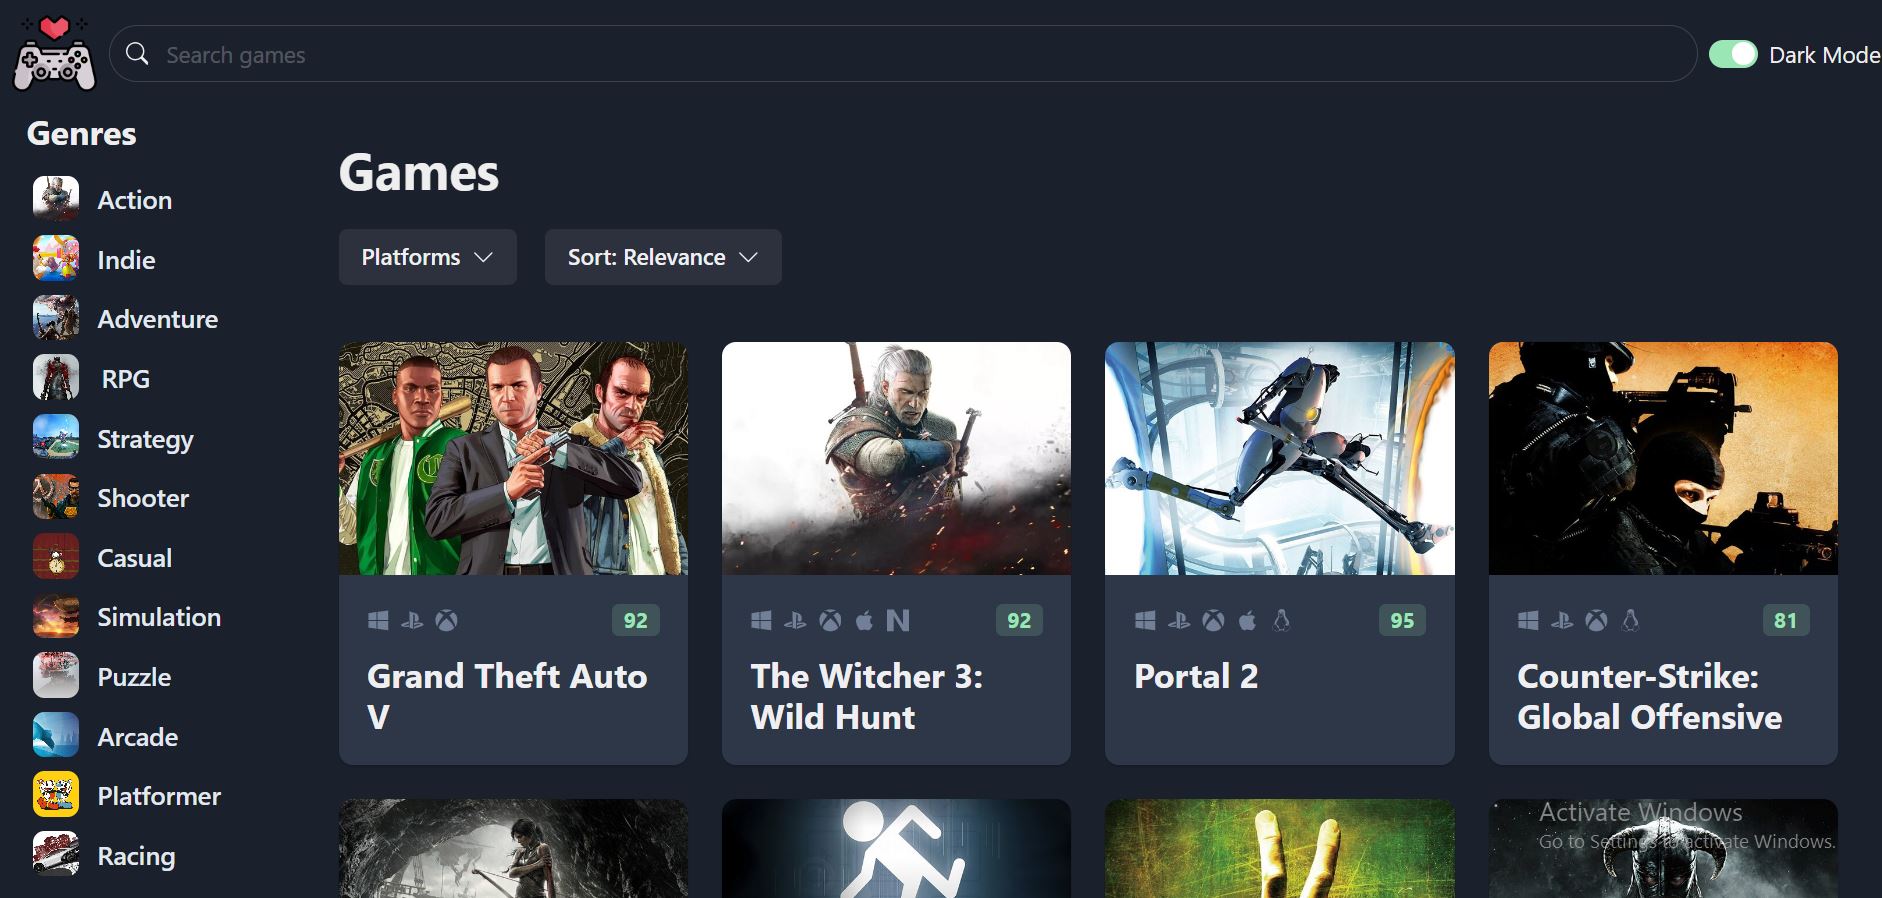 Search games
Dark Mode
Genres
Action
Indie
Adventure
RPG
Strategy
Shooter
Casual
Simulation
Puzzle
Arcade
Platformer
Racing
Games
Platforms
Sort: Relevance
92
Grand Theft Auto
V
92
The Witcher 3:
Wild Hunt
95
Portal 2
81
Counter-Strike:
Global Offensive
Activate Windows
Go to Settings to activate Windows.